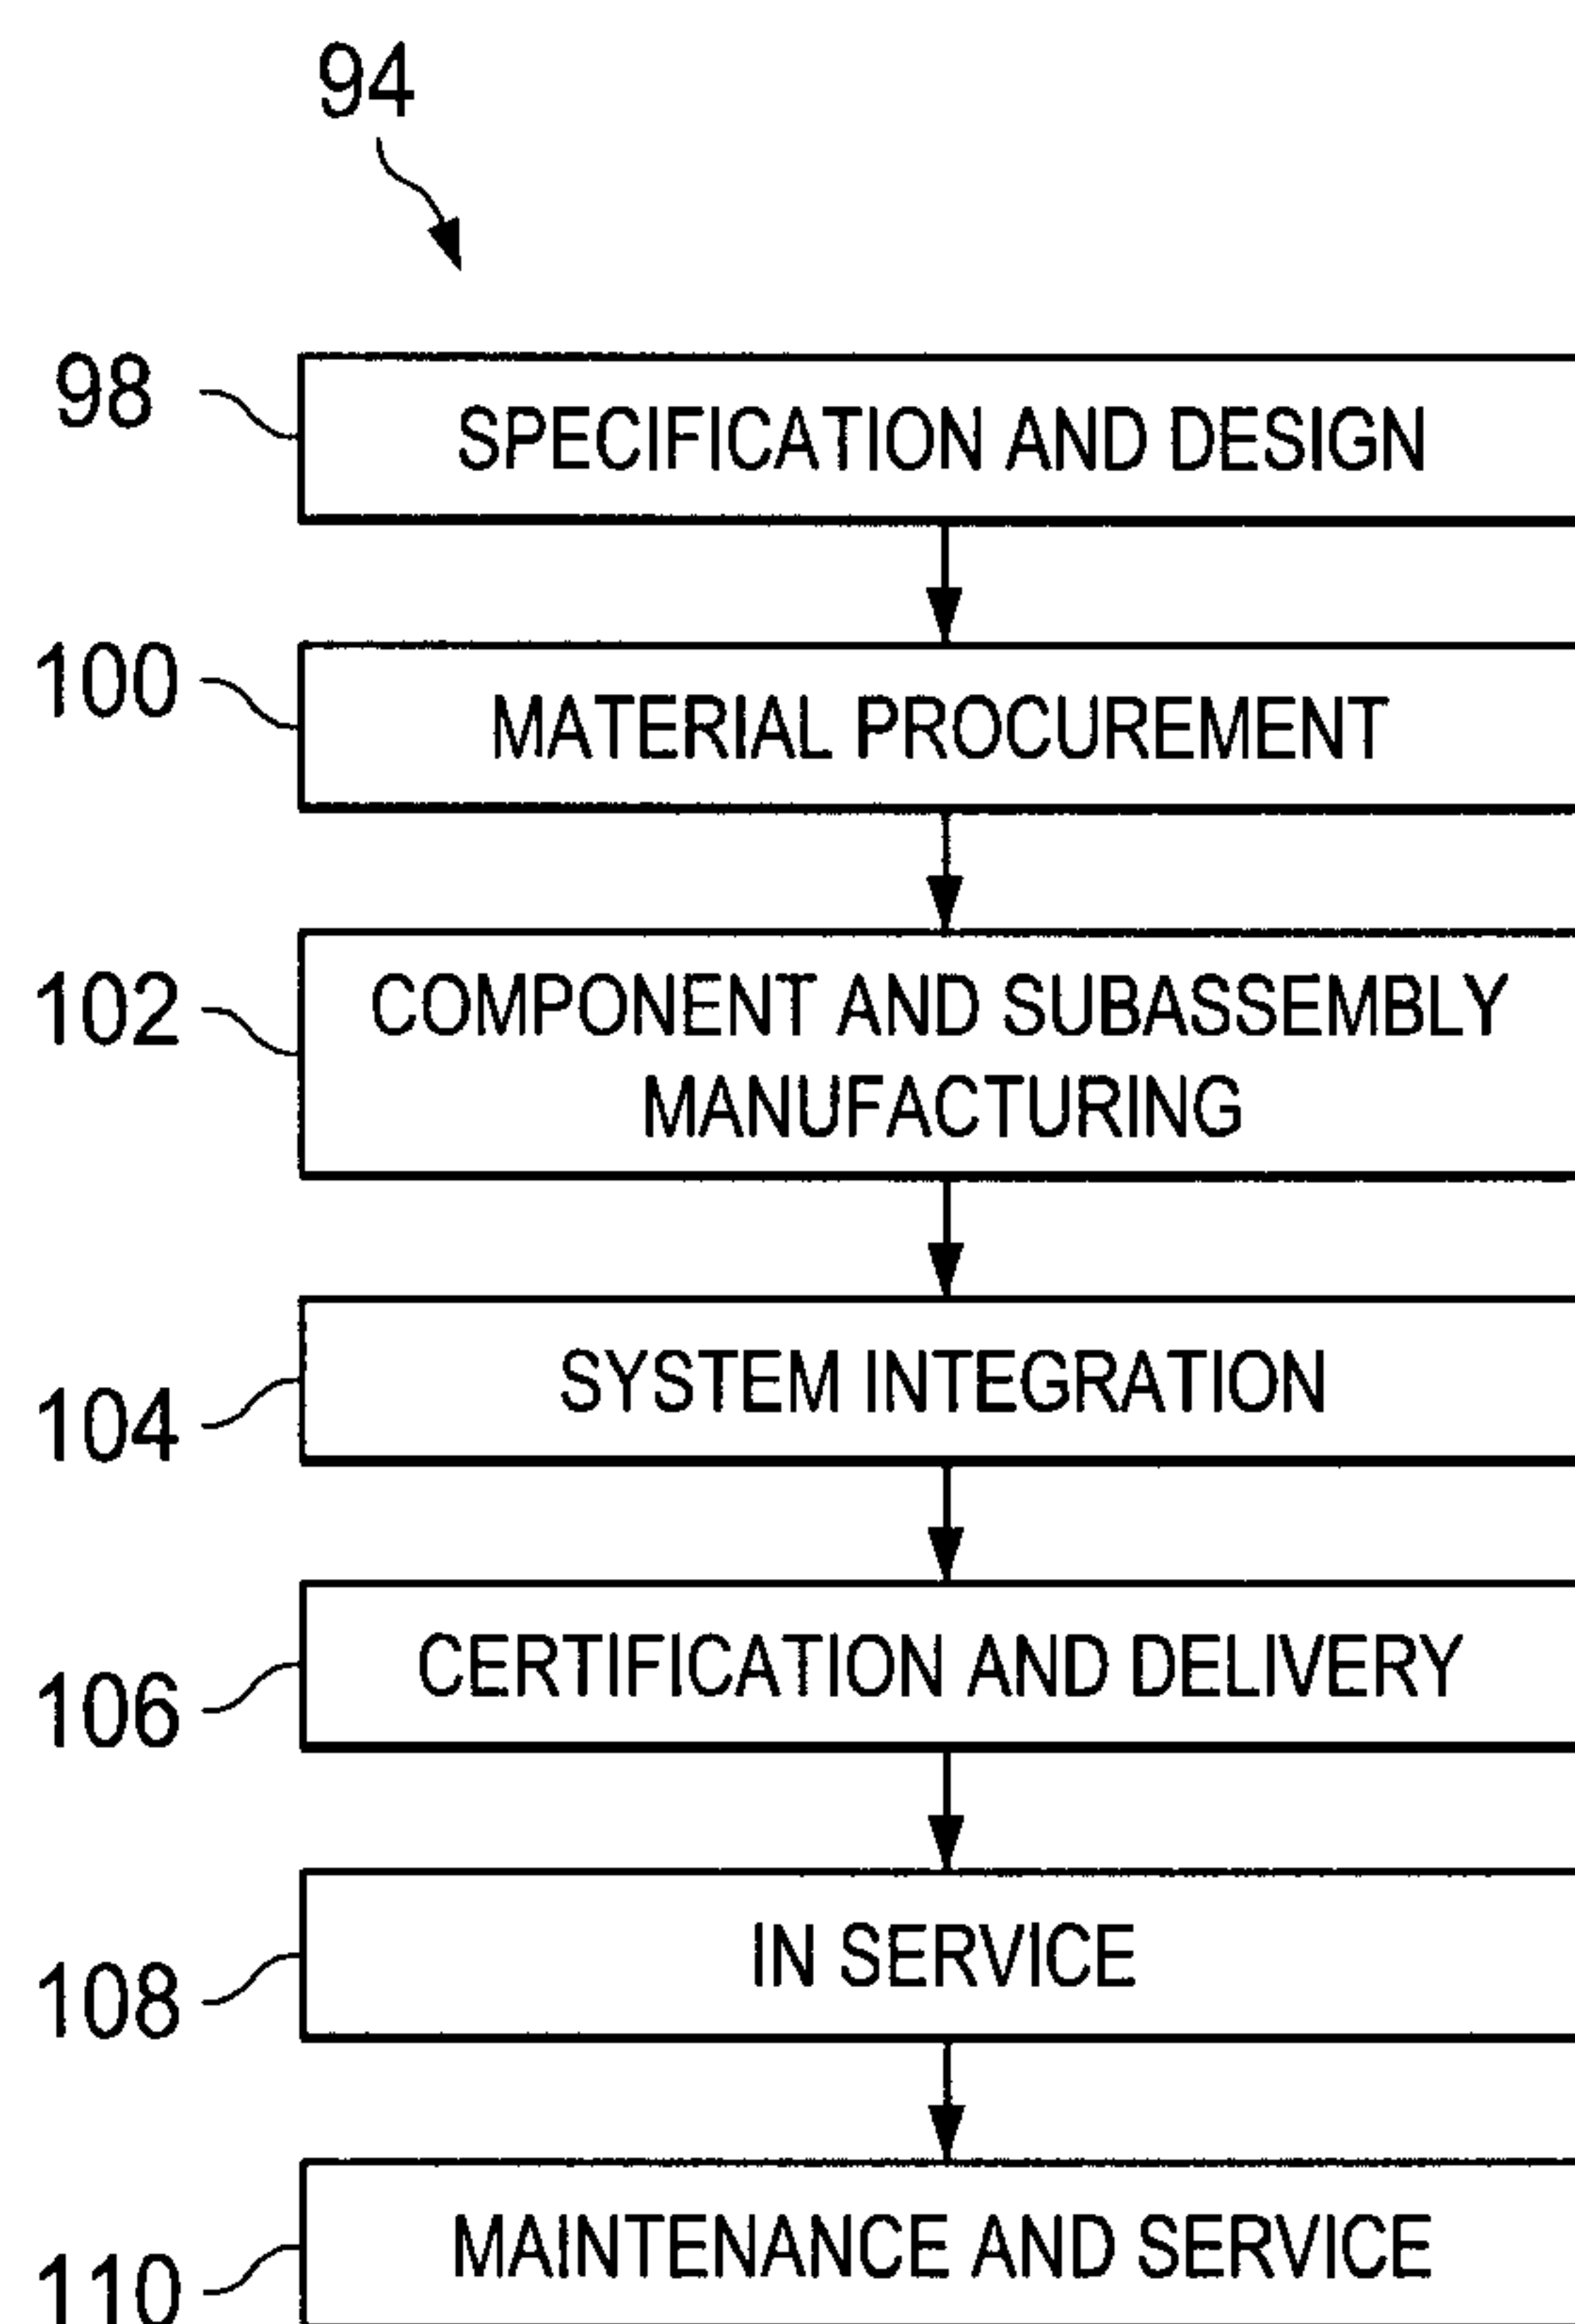 94
98
SPECIFICATION AND DESIGN
100
MATERIAL PROCUREMENT
102
COMPONENT AND SUBASSEMBLY
MANUFACTURING
104
SYSTEM INTEGRATION
106
CERTIFICATION AND DELIVERY
108
IN SERVICE
110
MAINTENANCE AND SERVICE